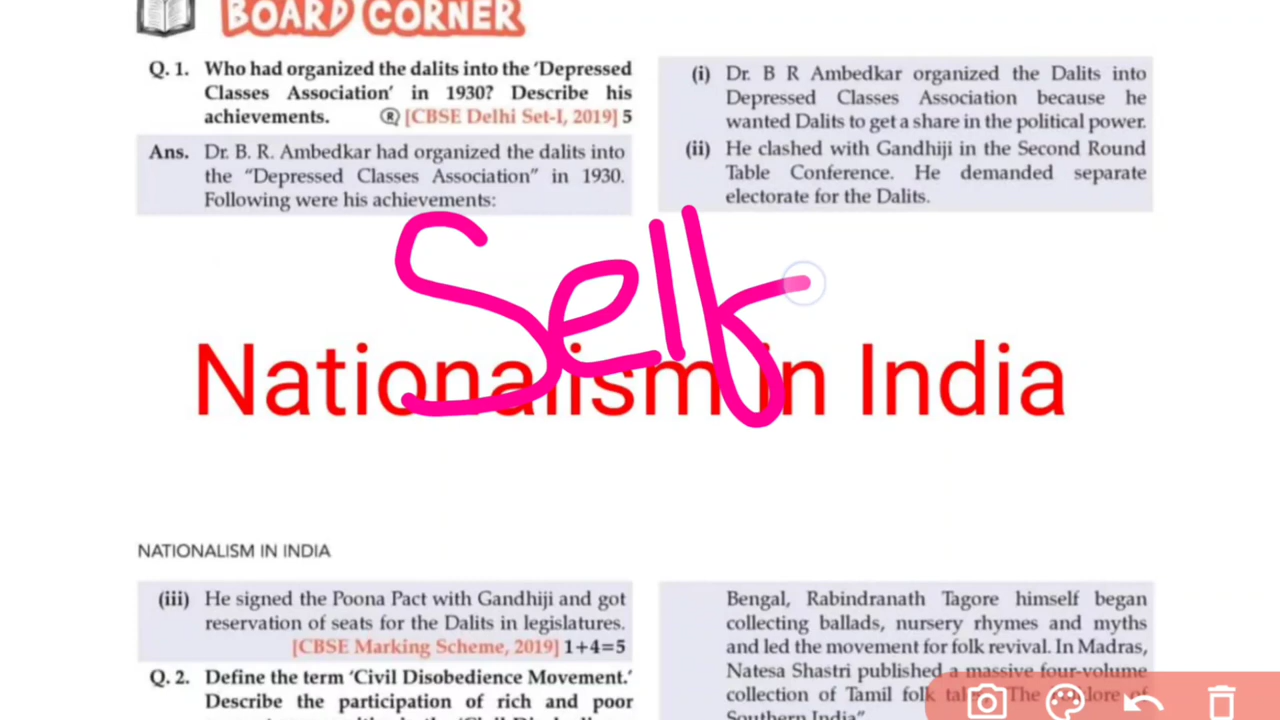 BOARD CORNER
Q. 1. Who had organized the dalits into the ‘Depressed
Classes Association’ in 1930? Describe his
achievements. Ⓡ [CBSE Delhi Set-I, 2019] 5
Ans. Dr. B. R. Ambedkar had organized the dalits into
the “Depressed Classes Association” in 1930.
Following were his achievements:
(i) Dr. B R Ambedkar organized the Dalits into
Depressed Classes Association because he
wanted Dalits to get a share in the political power.
(ii) He clashed with Gandhiji in the Second Round
Table Conference. He demanded separate
electorate for the Dalits.
Self
Nationalism in India
NATIONALISM IN INDIA
(iii) He signed the Poona Pact with Gandhiji and got
reservation of seats for the Dalits in legislatures.
[CBSE Marking Scheme, 2019] 1+4=5
Q. 2. Define the term ‘Civil Disobedience Movement.’
Describe the participation of rich and poor
Bengal, Rabindranath Tagore himself began
collecting ballads, nursery rhymes and myths
and led the movement for folk revival. In Madras,
Natesa Shastri published a massive four-volume
collection of Tamil folk The of
Southern India”